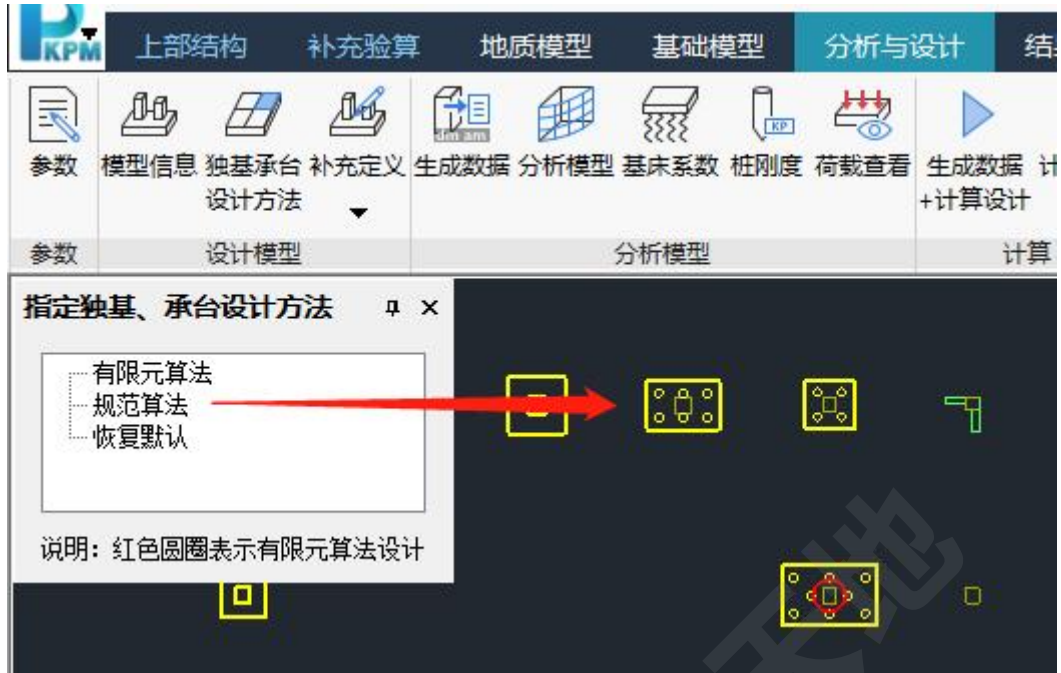 PKPM
上部结构 补充验算 地质模型 基础模型 分析与设计
参数 模型信息 独基承台设计方法 补充定义 生成数据 分析模型 基床系数 桩刚度 荷载查看 生成数据+计算设计
dm am
KP
参数 设计模型 分析模型 计算
指定独基、承台设计方法
有限元算法
规范算法
恢复默认
说明：红色圆圈表示有限元算法设计
天地